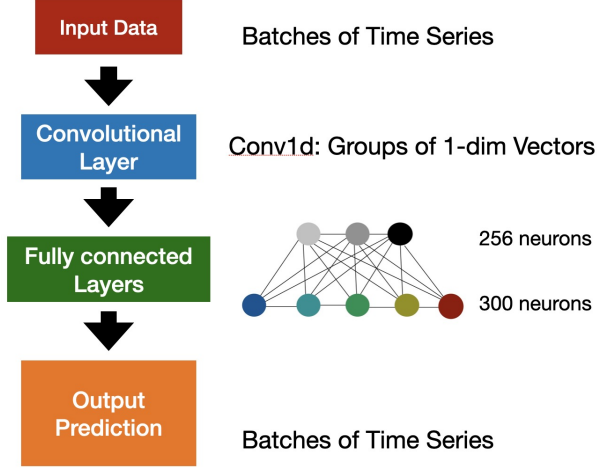 Input Data
Batches of Time Series
Convolutional
Layer
Conv1d: Groups of 1-dim Vectors
Fully connected
Layers
256 neurons
300 neurons
Output
Prediction
Batches of Time Series